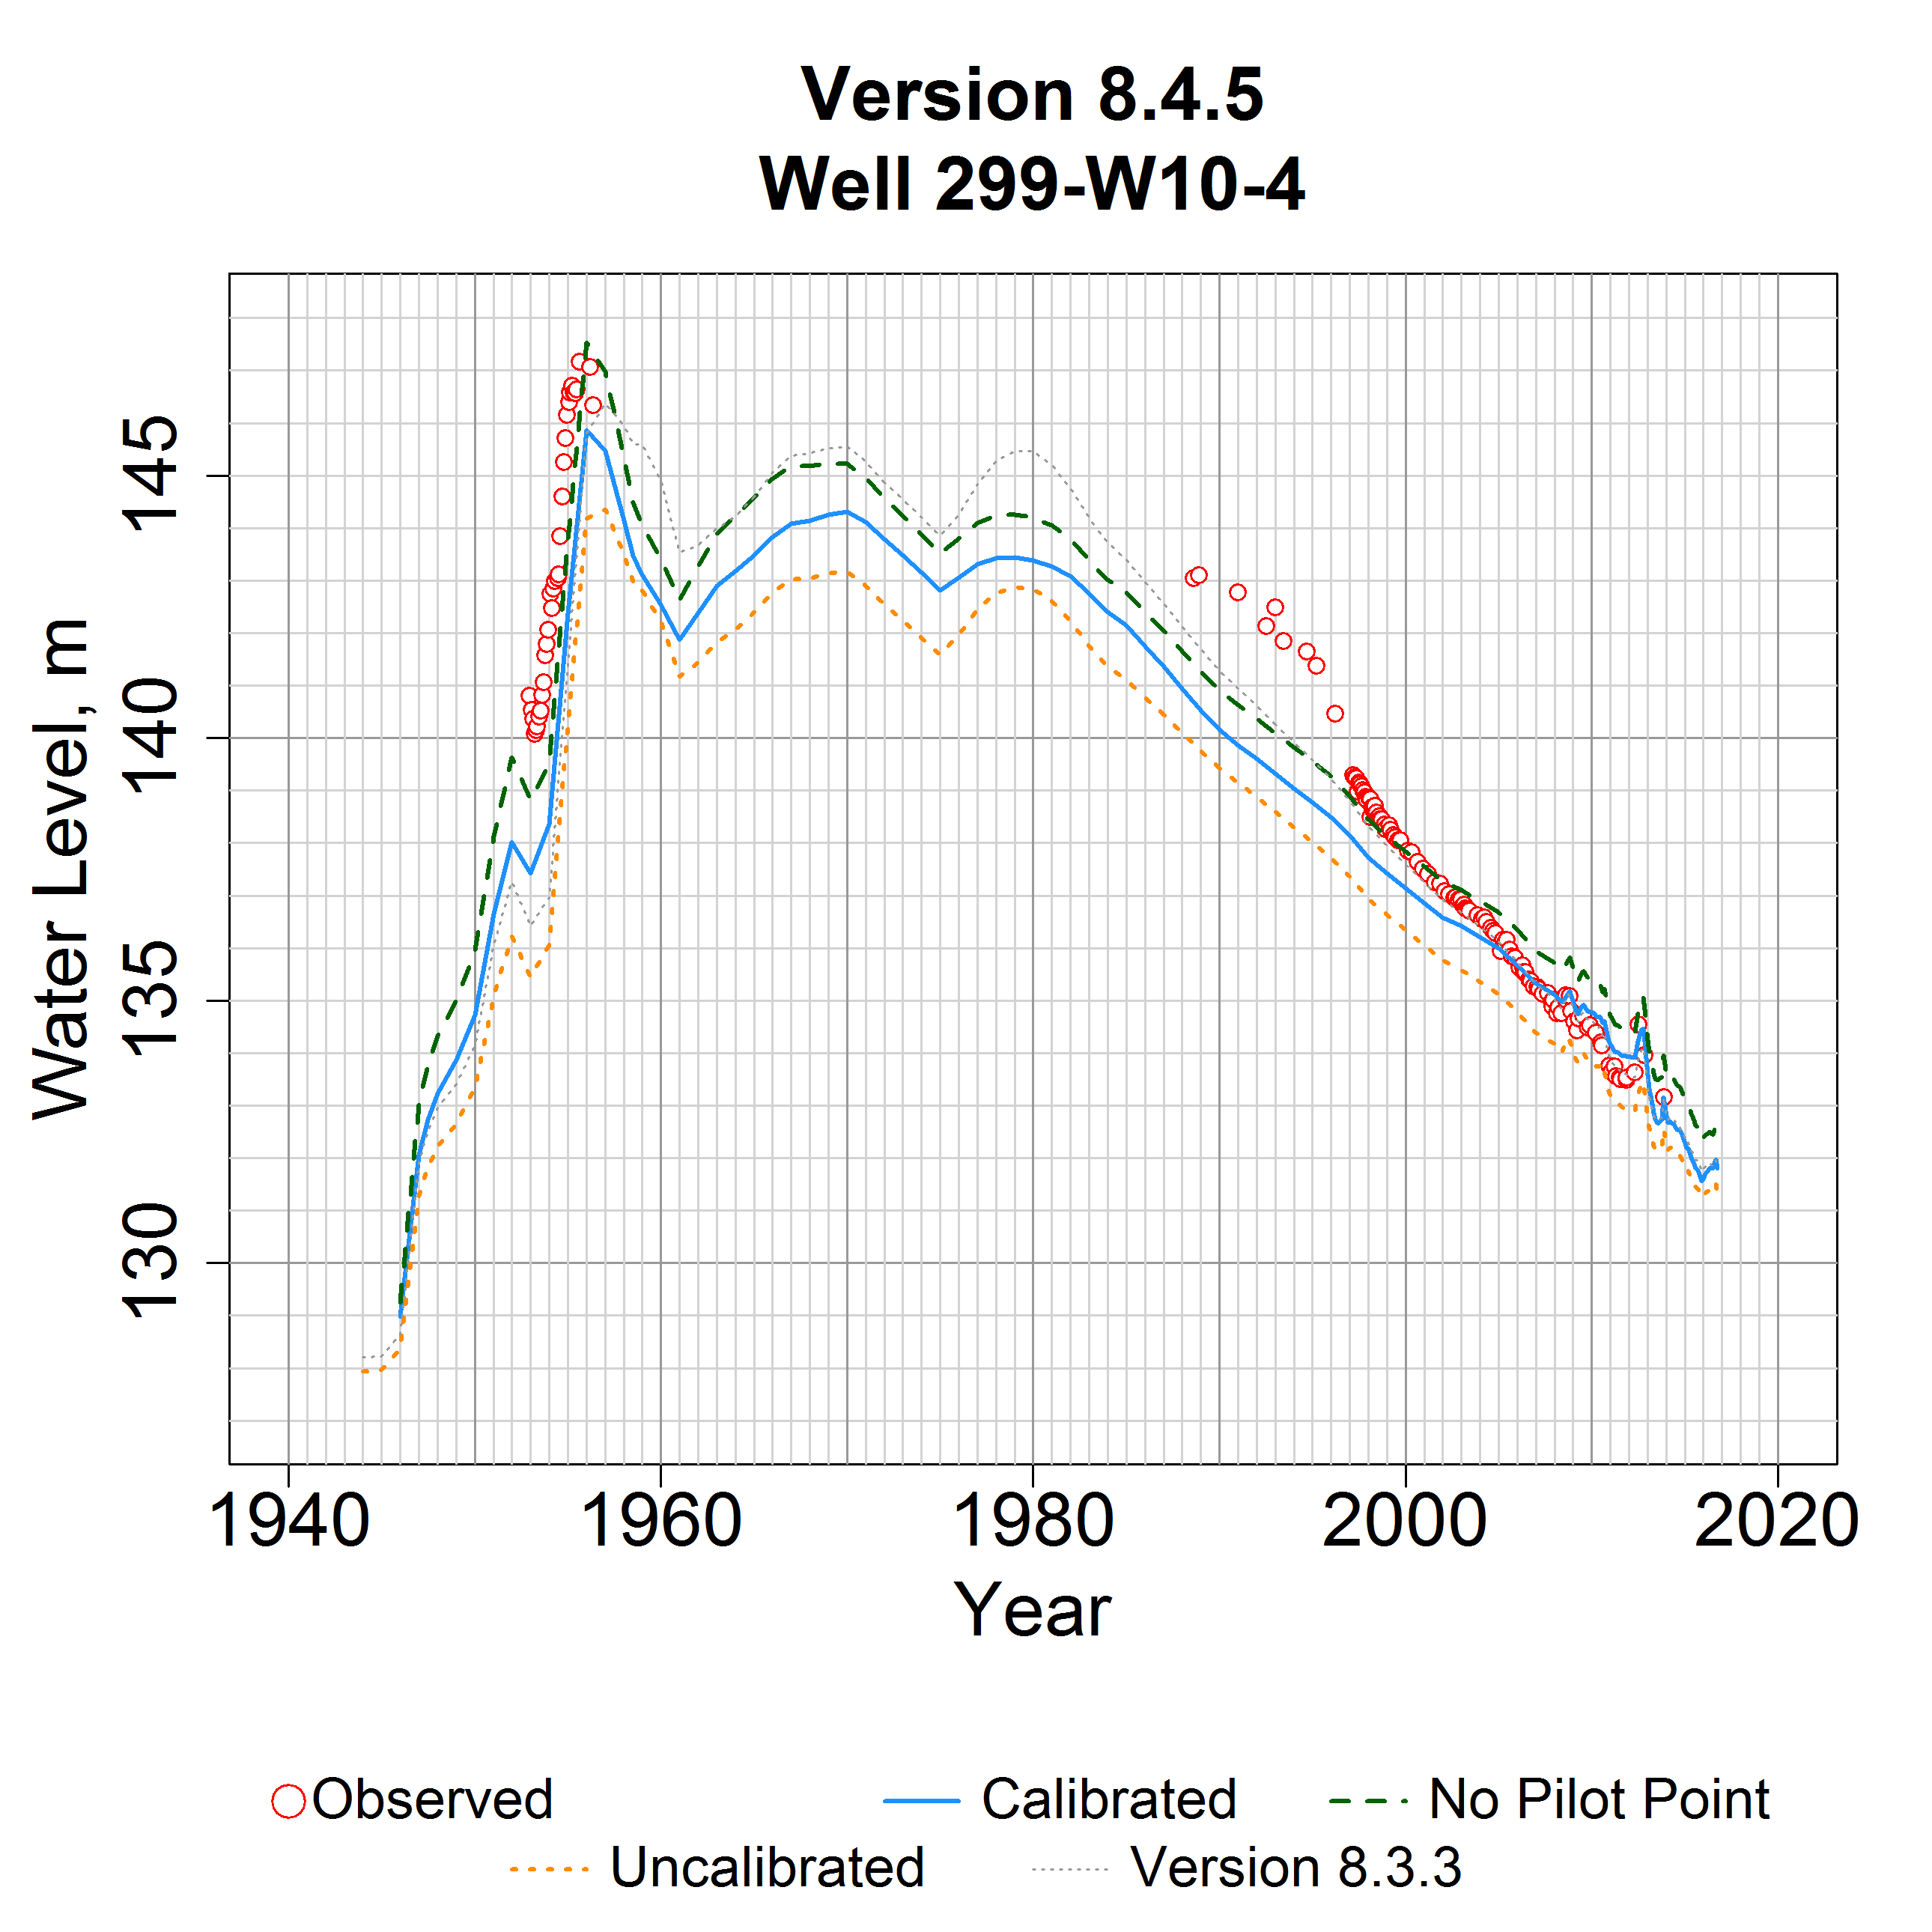 Version 8.4.5
Well 299-W10-4
Water Level, m
145
140
135
130
1940 1960 1980 2000 2020
Year
Observed Calibrated No Pilot Point
Uncalibrated Version 8.3.3